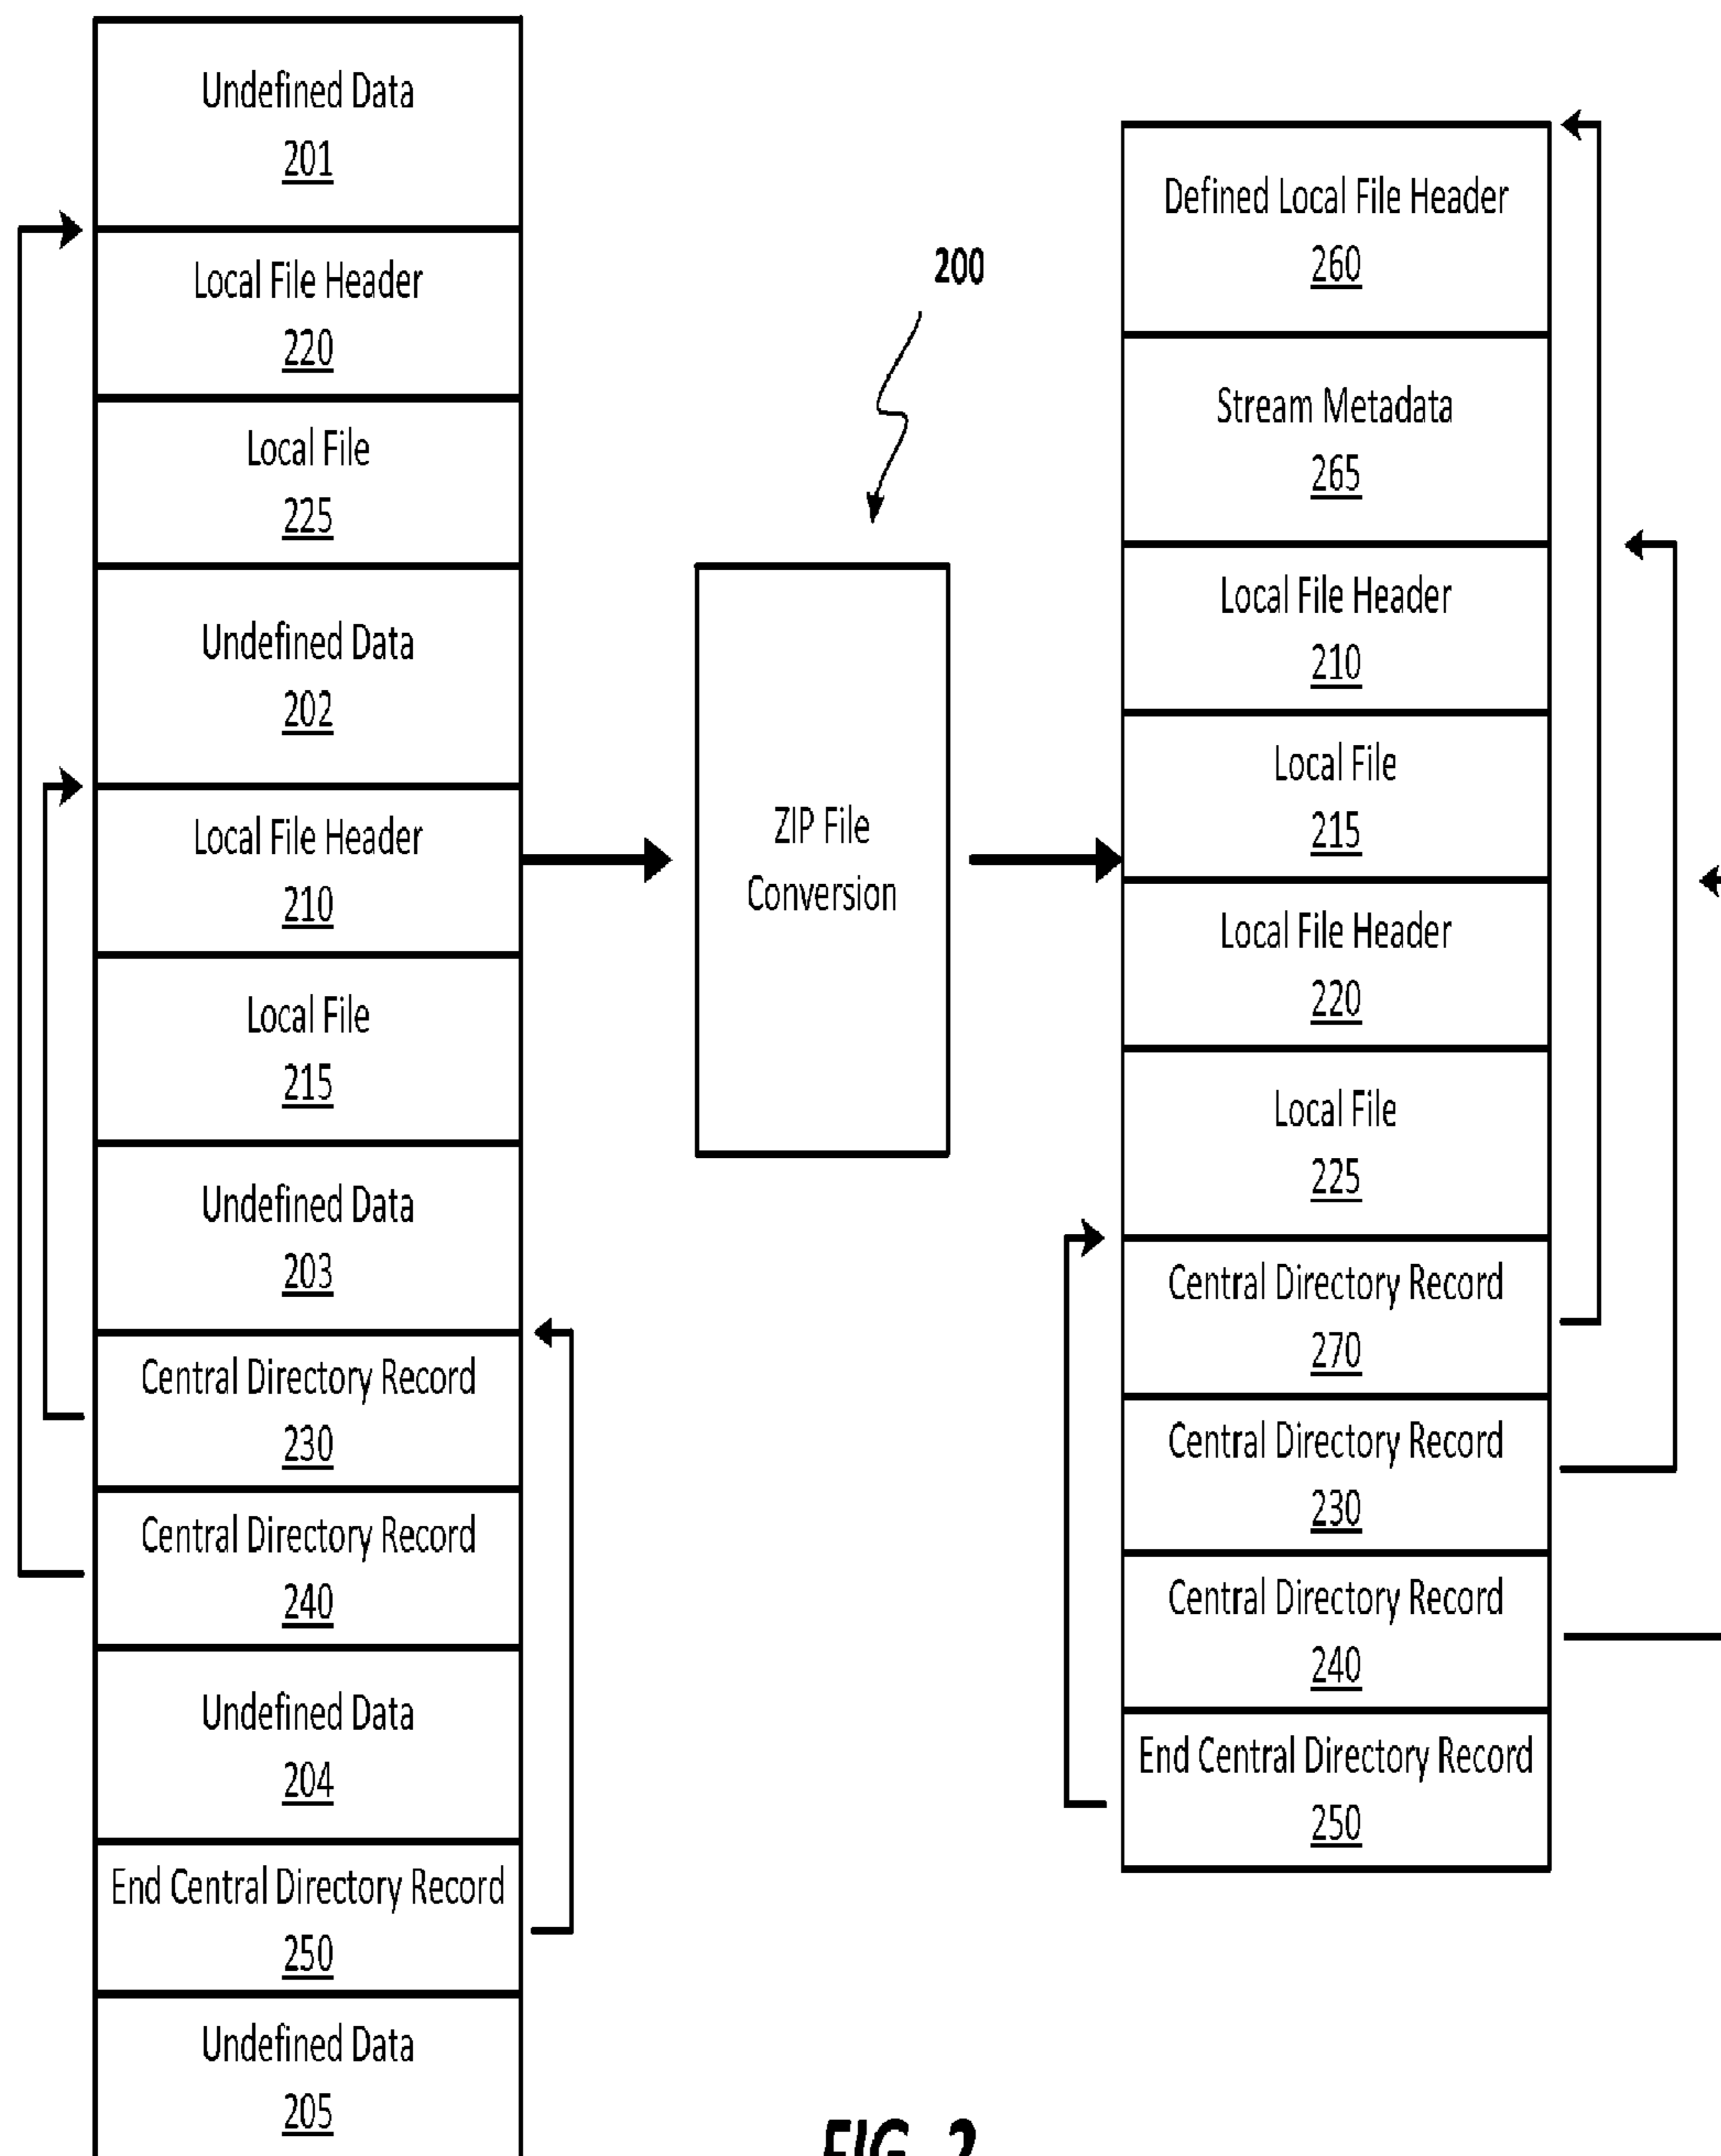 Undefined Data
201
Local File Header
220
Local File
225
Undefined Data
202
Local File Header
210
Local File
215
Undefined Data
203
Central Directory Record
230
Central Directory Record
240
Undefined Data
204
End Central Directory Record
250
Undefined Data
205
200
ZIP File
Conversion
Defined Local File Header
260
Stream Metadata
265
Local File Header
210
Local File
215
Local File Header
220
Local File
225
Central Directory Record
270
Central Directory Record
230
Central Directory Record
240
End Central Directory Record
250
FIG. 2